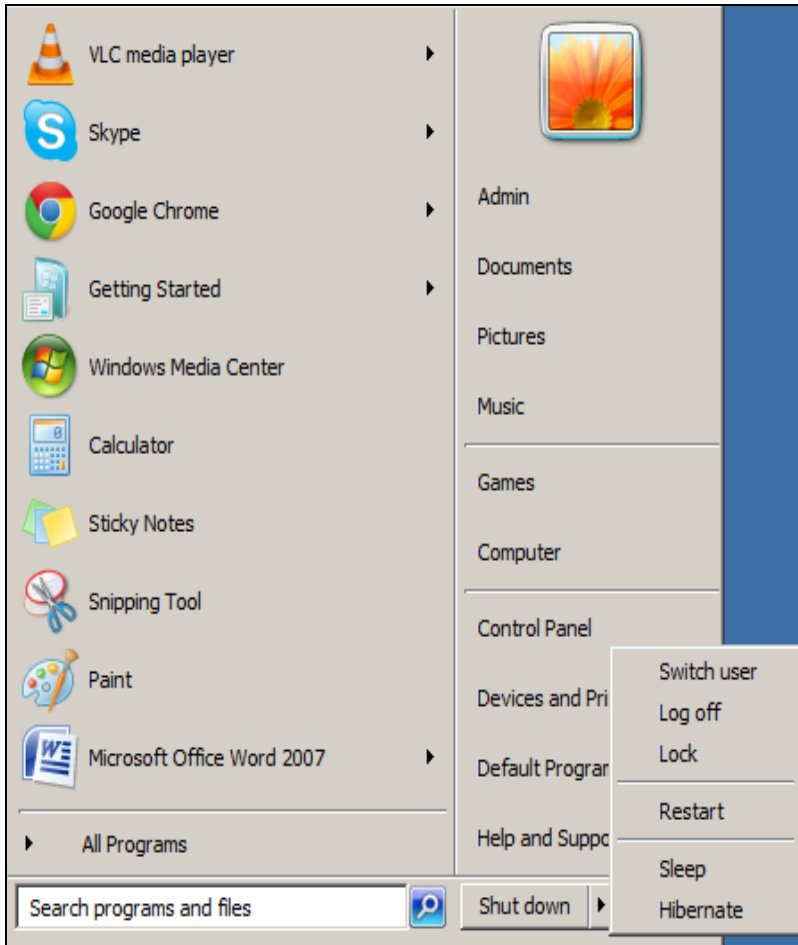 VLC media player
Skype
Google Chrome
Getting Started
Windows Media Center
Calculator
Sticky Notes
Snipping Tool
Paint
Microsoft Office Word 2007
All Programs
Search programs and files
Admin
Documents
Pictures
Music
Games
Computer
Control Panel
Devices and Pri
Default Program
Help and Suppo
Shut down
Switch user
Log off
Lock
Restart
Sleep
Hibernate